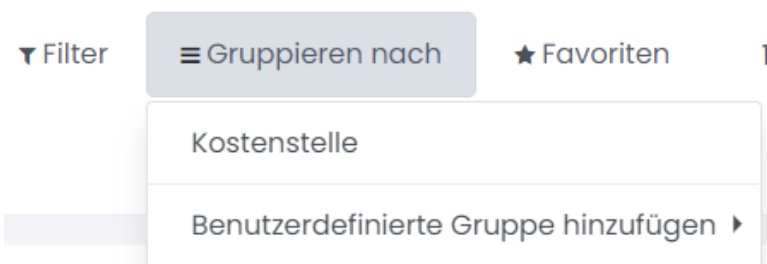 Filter Gruppieren nach Favoriten
Kostenstelle
Benutzerdefinierte Gruppe hinzufügen